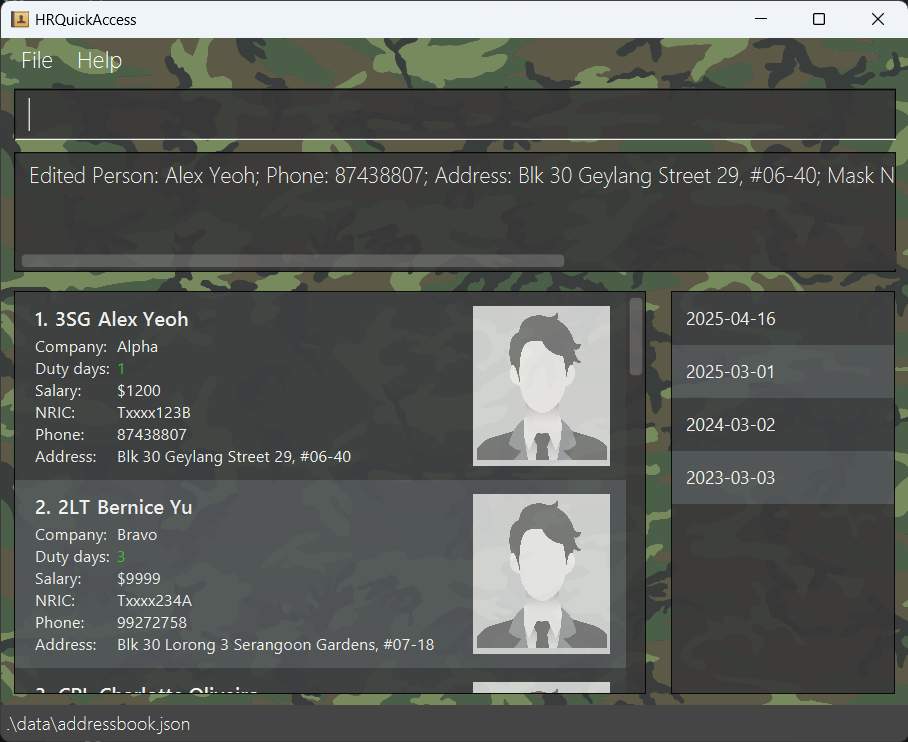 HRQuickAccess
File Help
Edited Person: Alex Yeoh; Phone: 87438807; Address: Blk 30 Geylang Street 29, #06-40; Mask N
1. 3SG Alex Yeoh
Company: Alpha
Duty days: 1
Salary: $1200
NRIC: Txxxx123B
Phone: 87438807
Address: Blk 30 Geylang Street 29, #06-40
2. 2LT Bernice Yu
Company: Bravo
Duty days: 3
Salary: $9999
NRIC: Txxxx234A
Phone: 99272758
Address: Blk 30 Lorong 3 Serangoon Gardens, #07-18
3. CPL Charlotte Oliveiro
2025-04-16
2025-03-01
2024-03-02
2023-03-03
.\data\addressbook.json